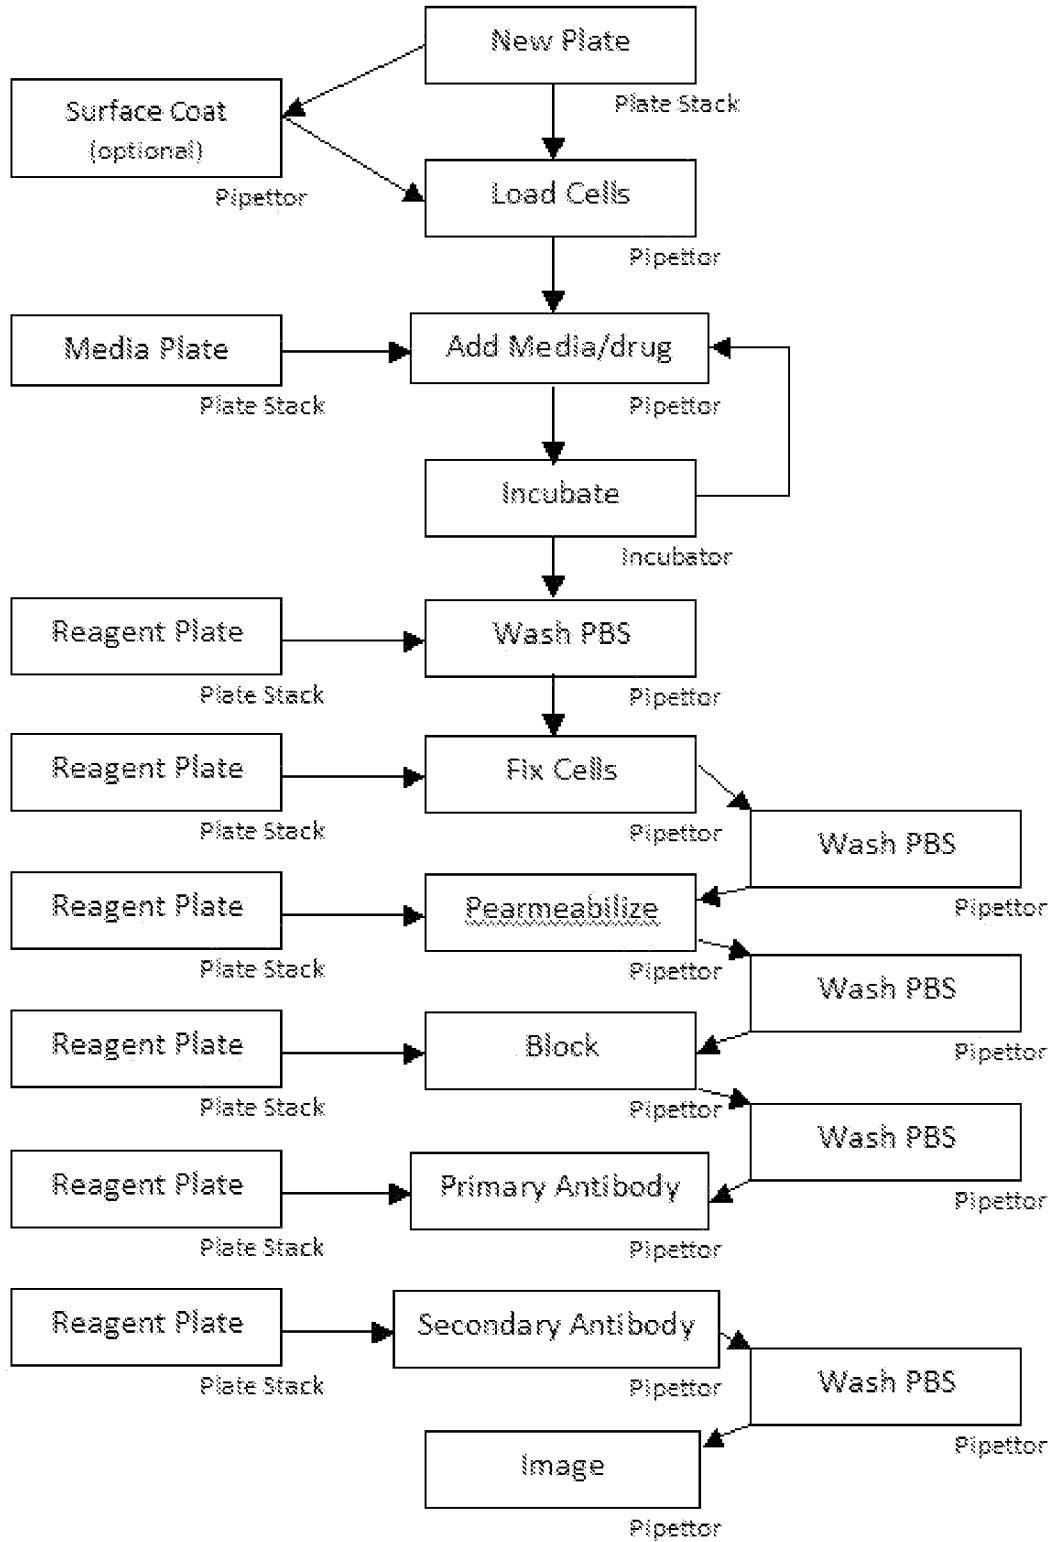 New Plate
Plate Stack
Surface Coat
(optional)
Pipettor
Load Cells
Pipettor
Media Plate
Plate Stack
Add Media/drug
Pipettor
Incubate
Incubator
Reagent Plate
Plate Stack
Wash PBS
Pipettor
Reagent Plate
Plate Stack
Fix Cells
Pipettor
Wash PBS
Pipettor
Reagent Plate
Plate Stack
Pearmeabilize
Pipettor
Wash PBS
Pipettor
Reagent Plate
Plate Stack
Block
Pipettor
Wash PBS
Pipettor
Reagent Plate
Plate Stack
Primary Antibody
Pipettor
Reagent Plate
Plate Stack
Secondary Antibody
Pipettor
Wash PBS
Pipettor
Image
Pipettor